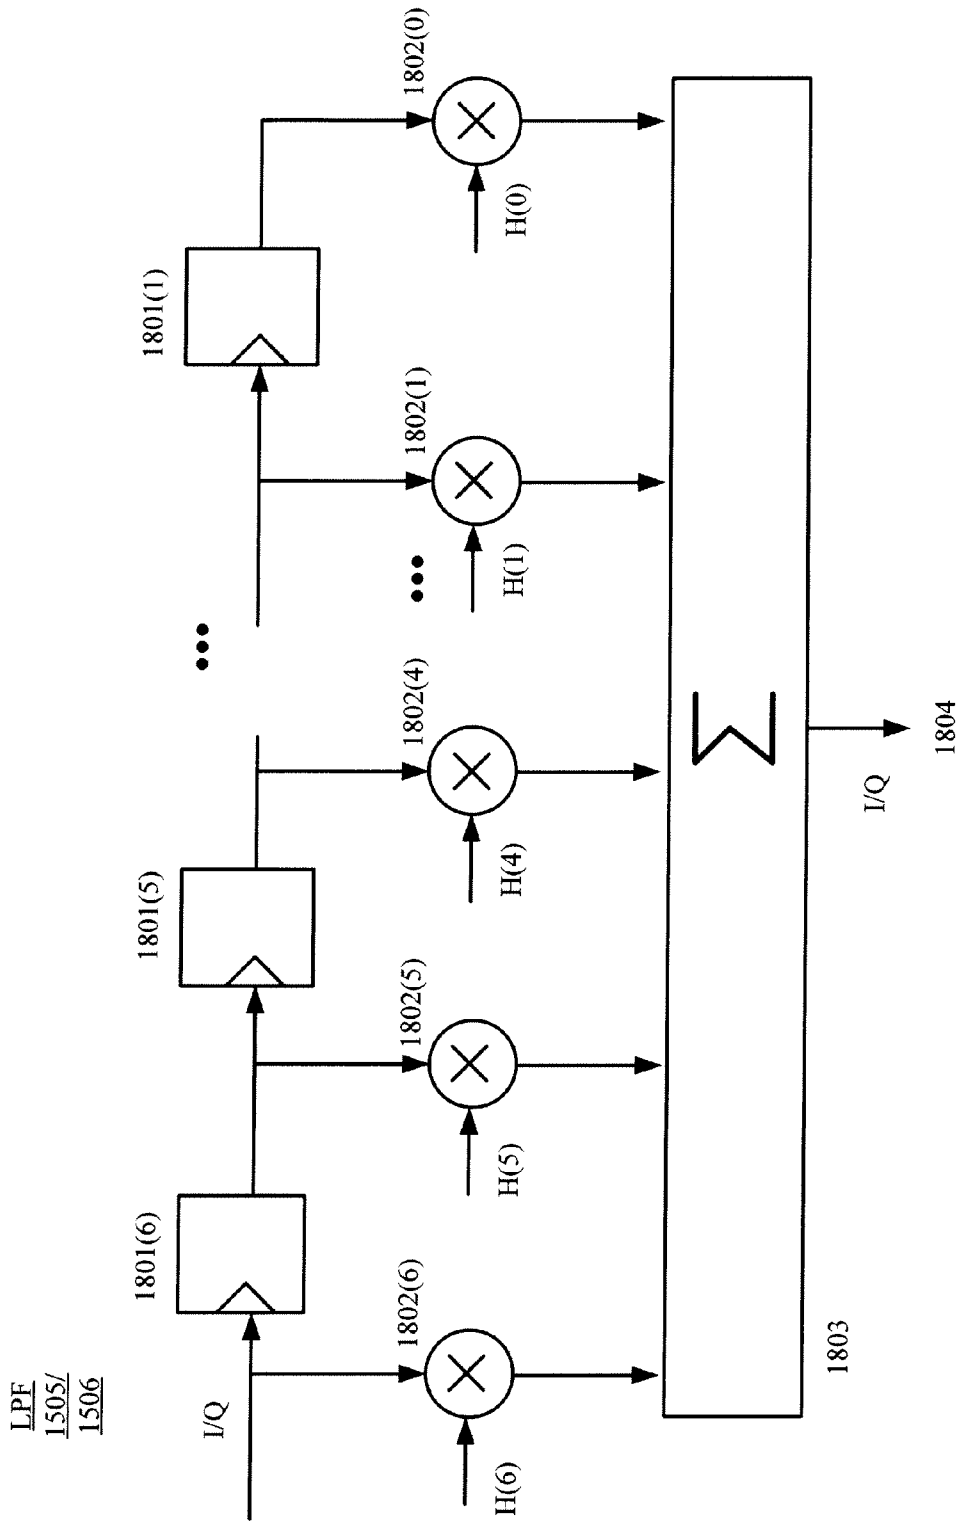 LPF
1505/
1506
I/Q
1801(6)
1801(5)
1801(1)
1802(6)
1802(5)
1802(4)
1802(1)
1802(0)
H(6)
H(5)
H(4)
H(1)
H(0)
Σ
1803
I/Q
1804